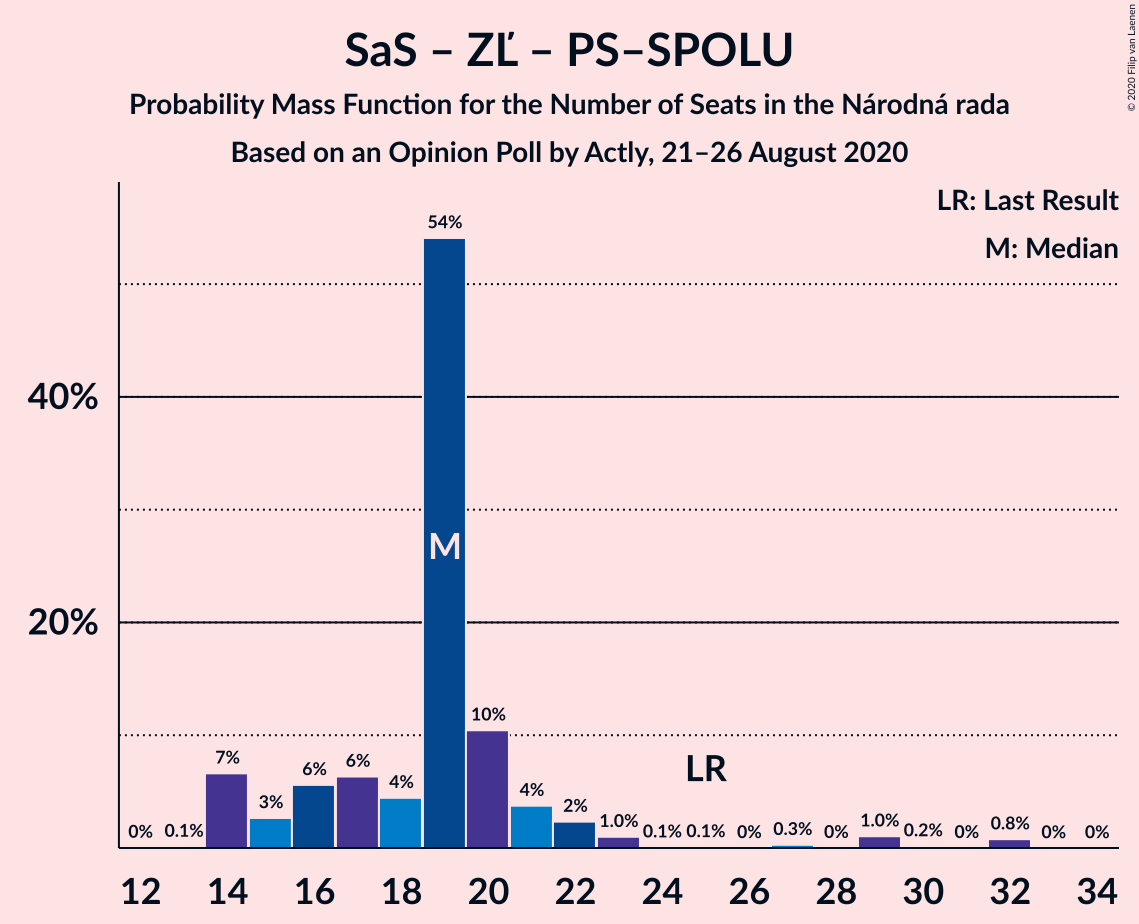 SaS – ZĽ – PS–SPOLU
Probability Mass Function for the Number of Seats in the Národná rada
Based on an Opinion Poll by Actly, 21–26 August 2020
© 2020 Filip van Laenen
LR: Last Result
M: Median
40%
20%
0%
0.1%
7%
3%
6%
6%
4%
54%
M
10%
4%
2%
1.0%
0.1%
0.1%
LR
0%
0.3%
0%
1.0%
0.2%
0%
0.8%
0%
0%
12 14 16 18 20 22 24 26 28 30 32 34